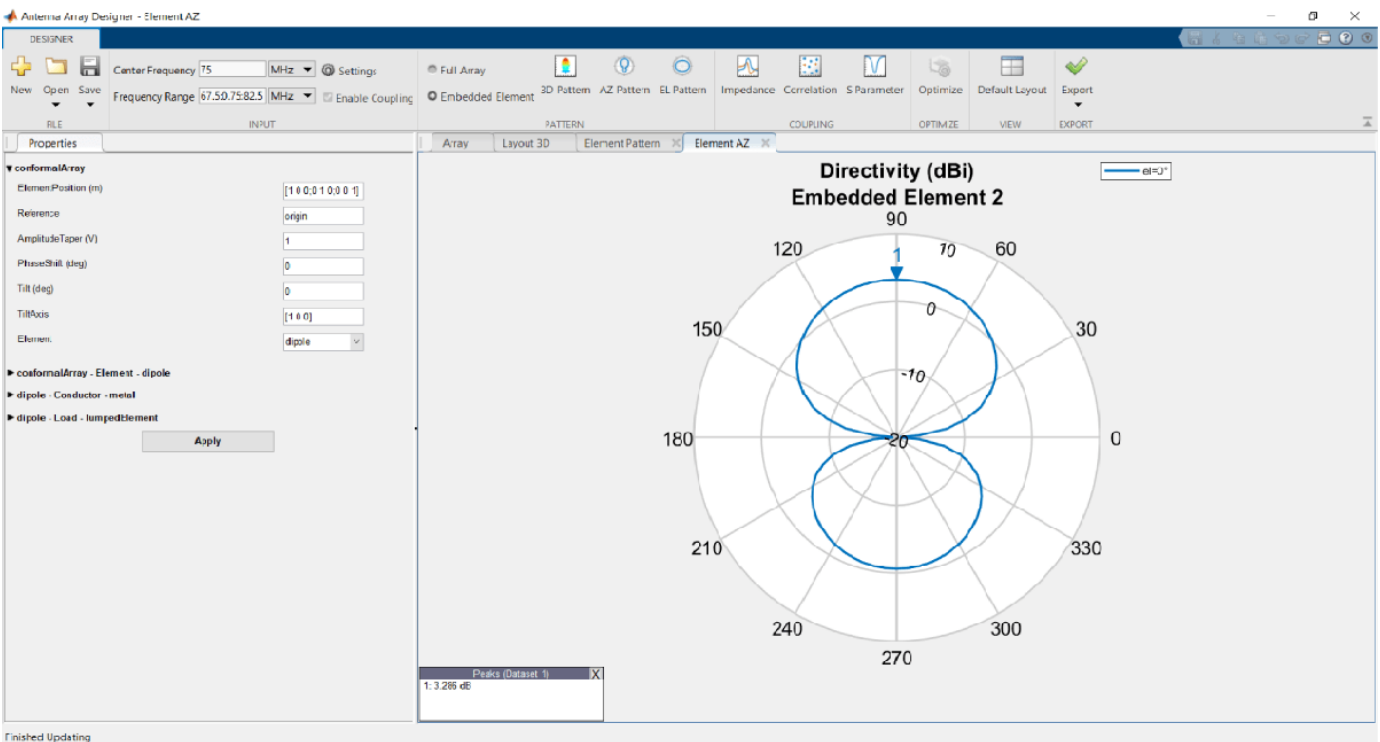 Antenna Array Designer - Element AZ
DESIGNER
New Open Save
FILE
Center Frequency 75 MHz Settings
Frequency Range 67.5:0.75:82.5 MHz Enable Coupling
INPUT
Full Array
Embedded Element
3D Pattern AZ Pattern EL Pattern
PATTERN
Impedance Correlation S Parameter
COUPLING
Optimize
OPTIMIZE
Default Layout
VIEW
Export
EXPORT
Properties
Array Layout 3D Element Pattern Element AZ
conformalArray
ElementPosition (m) [1 0 0;0 1 0;0 0 1]
Reference origin
AmplitudeTaper (V) 1
PhaseShift (deg) 0
Tilt (deg) 0
TiltAxis [1 0 0]
Element dipole
conformalArray - Element - dipole
dipole - Conductor - metal
dipole - Load - lumpedElement
Apply
Directivity (dBi)
Embedded Element 2
el=0°
90
120 1 10 60
0
150 30
-10
180 -20 0
210 330
240 300
270
Peaks (Dataset 1) X
1: 3.286 dB
Finished Updating